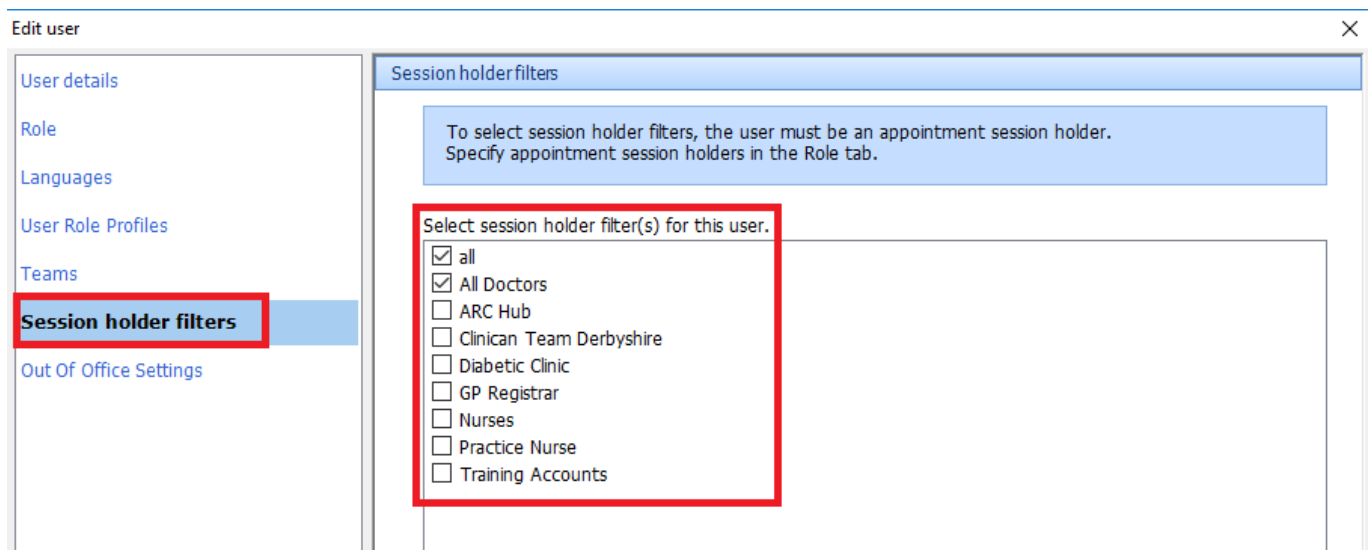 Edit user
User details
Role
Languages
User Role Profiles
Teams
Session holder filters
Out Of Office Settings
Session holder filters
To select session holder filters, the user must be an appointment session holder.
Specify appointment session holders in the Role tab.
Select session holder filter(s) for this user.
all
All Doctors
ARC Hub
Clinican Team Derbyshire
Diabetic Clinic
GP Registrar
Nurses
Practice Nurse
Training Accounts